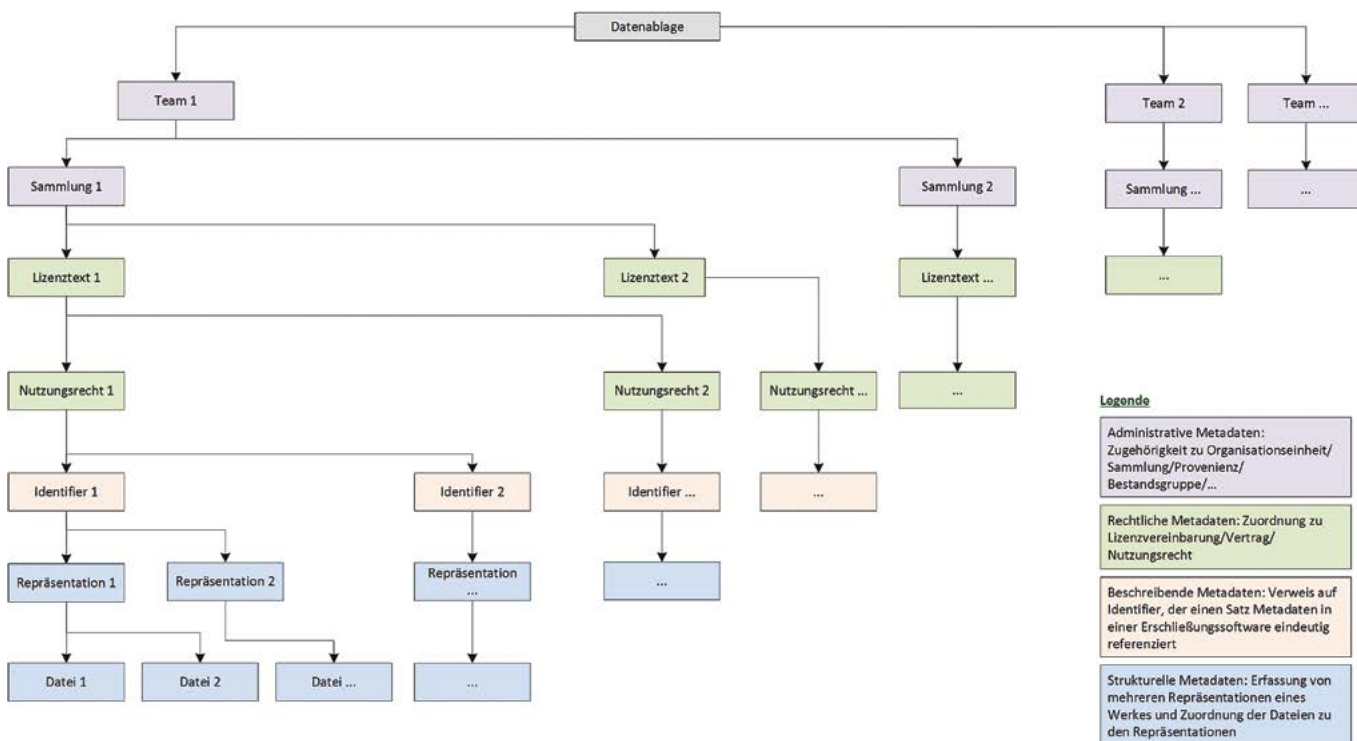 Datenablage
Team 1
Team 2
Team ...
Sammlung 1
Sammlung 2
Sammlung ...
...
Lizenztext 1
Lizenztext 2
Lizenztext ...
...
Nutzungsrecht 1
Nutzungsrecht 2
Nutzungsrecht ...
...
Identifier 1
Identifier 2
Identifier ...
...
Repräsentation 1
Repräsentation 2
Repräsentation
...
...
Datei 1
Datei 2
Datei ...
...
Legende
Administrative Metadaten:
Zugehörigkeit zu Organisationseinheit/
Sammlung/Provenienz/
Bestandsgruppe/...
Rechtliche Metadaten: Zuordnung zu
Lizenzvereinbarung/Vertrag/
Nutzungsrecht
Beschreibende Metadaten: Verweis auf
Identifier, der einen Satz Metadaten in
einer Erschließungssoftware eindeutig
referenziert
Strukturelle Metadaten: Erfassung von
mehreren Repräsentationen eines
Werkes und Zuordnung der Dateien zu
den Repräsentationen